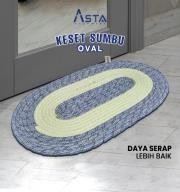 ASTA
KESET SUMBU
OVAL
DAYA SERAP
LEBIH BAIK